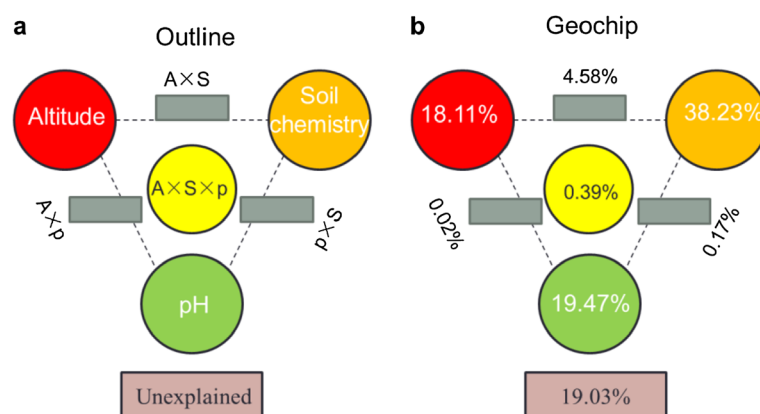 a
Outline
A×S
Altitude
Soil
chemistry
A×S×p
A×p
p×S
pH
Unexplained
b
Geochip
4.58%
18.11%
38.23%
0.39%
0.02%
0.17%
19.47%
19.03%